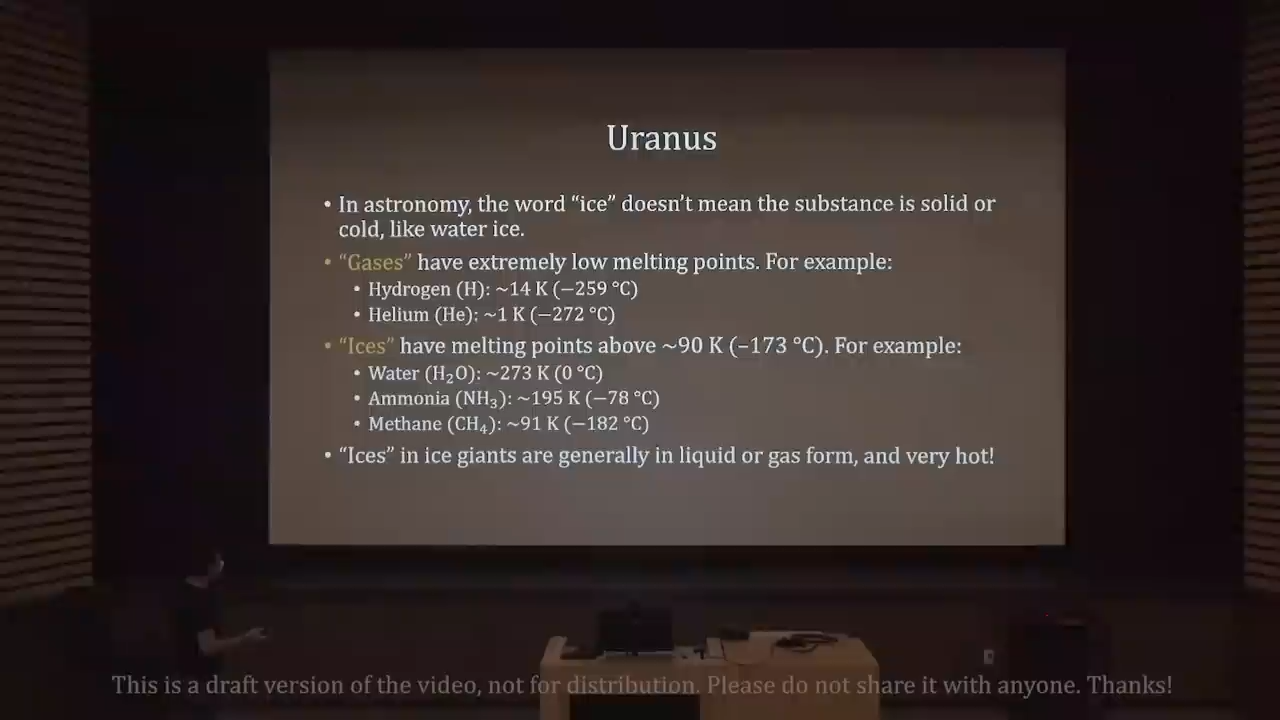 Uranus
• In astronomy, the word “ice” doesn’t mean the substance is solid or
cold, like water ice.
• “Gases” have extremely low melting points. For example:
• Hydrogen (H): ~14 K (−259 °C)
• Helium (He): ~1 K (−272 °C)
• “Ices” have melting points above ~90 K (–173 °C). For example:
• Water (H₂O): ~273 K (0 °C)
• Ammonia (NH₃): ~195 K (−78 °C)
• Methane (CH₄): ~91 K (−182 °C)
• “Ices” in ice giants are generally in liquid or gas form, and very hot!
This is a draft version of the video, not for distribution. Please do not share it with anyone. Thanks!